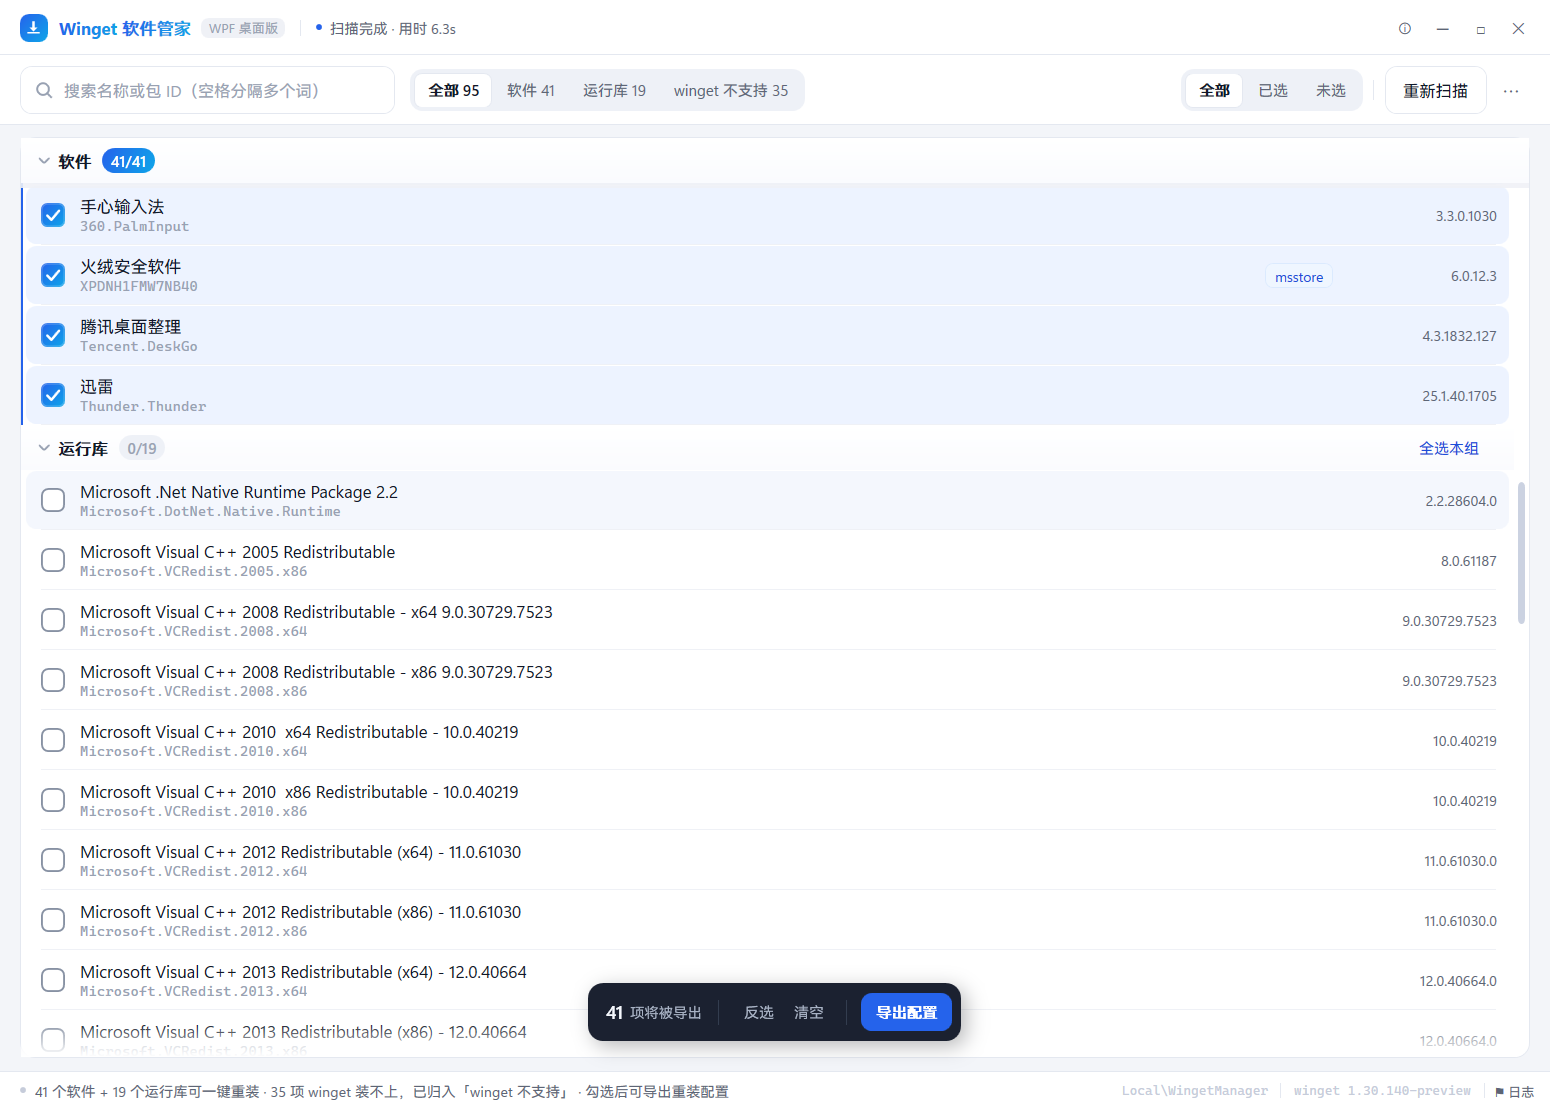 Winget 软件管家 WPF 桌面版 扫描完成 · 用时 6.3s
搜索名称或包 ID（空格分隔多个词） 全部 95 软件 41 运行库 19 winget 不支持 35 全部 已选 未选 重新扫描 ···
软件 41/41
手心输入法
360.PalmInput
3.3.0.1030
火绒安全软件
XPDNH1FMW7NB40
msstore 6.0.12.3
腾讯桌面整理
Tencent.DeskGo
4.3.1832.127
迅雷
Thunder.Thunder
25.1.40.1705
运行库 0/19 全选本组
Microsoft .Net Native Runtime Package 2.2
Microsoft.DotNet.Native.Runtime
2.2.28604.0
Microsoft Visual C++ 2005 Redistributable
Microsoft.VCRedist.2005.x86
8.0.61187
Microsoft Visual C++ 2008 Redistributable - x64 9.0.30729.7523
Microsoft.VCRedist.2008.x64
9.0.30729.7523
Microsoft Visual C++ 2008 Redistributable - x86 9.0.30729.7523
Microsoft.VCRedist.2008.x86
9.0.30729.7523
Microsoft Visual C++ 2010  x64 Redistributable - 10.0.40219
Microsoft.VCRedist.2010.x64
10.0.40219
Microsoft Visual C++ 2010  x86 Redistributable - 10.0.40219
Microsoft.VCRedist.2010.x86
10.0.40219
Microsoft Visual C++ 2012 Redistributable (x64) - 11.0.61030
Microsoft.VCRedist.2012.x64
11.0.61030.0
Microsoft Visual C++ 2012 Redistributable (x86) - 11.0.61030
Microsoft.VCRedist.2012.x86
11.0.61030.0
Microsoft Visual C++ 2013 Redistributable (x64) - 12.0.40664
Microsoft.VCRedist.2013.x64
12.0.40664.0
Microsoft Visual C++ 2013 Redistributable (x86) - 12.0.40664
Microsoft.VCRedist.2013.x86
12.0.40664.0
41 项将被导出 反选 清空 导出配置
41 个软件 + 19 个运行库可一键重装 · 35 项 winget 装不上，已归入「winget 不支持」 · 勾选后可导出重装配置 Local\WingetManager winget 1.30.140-preview 日志